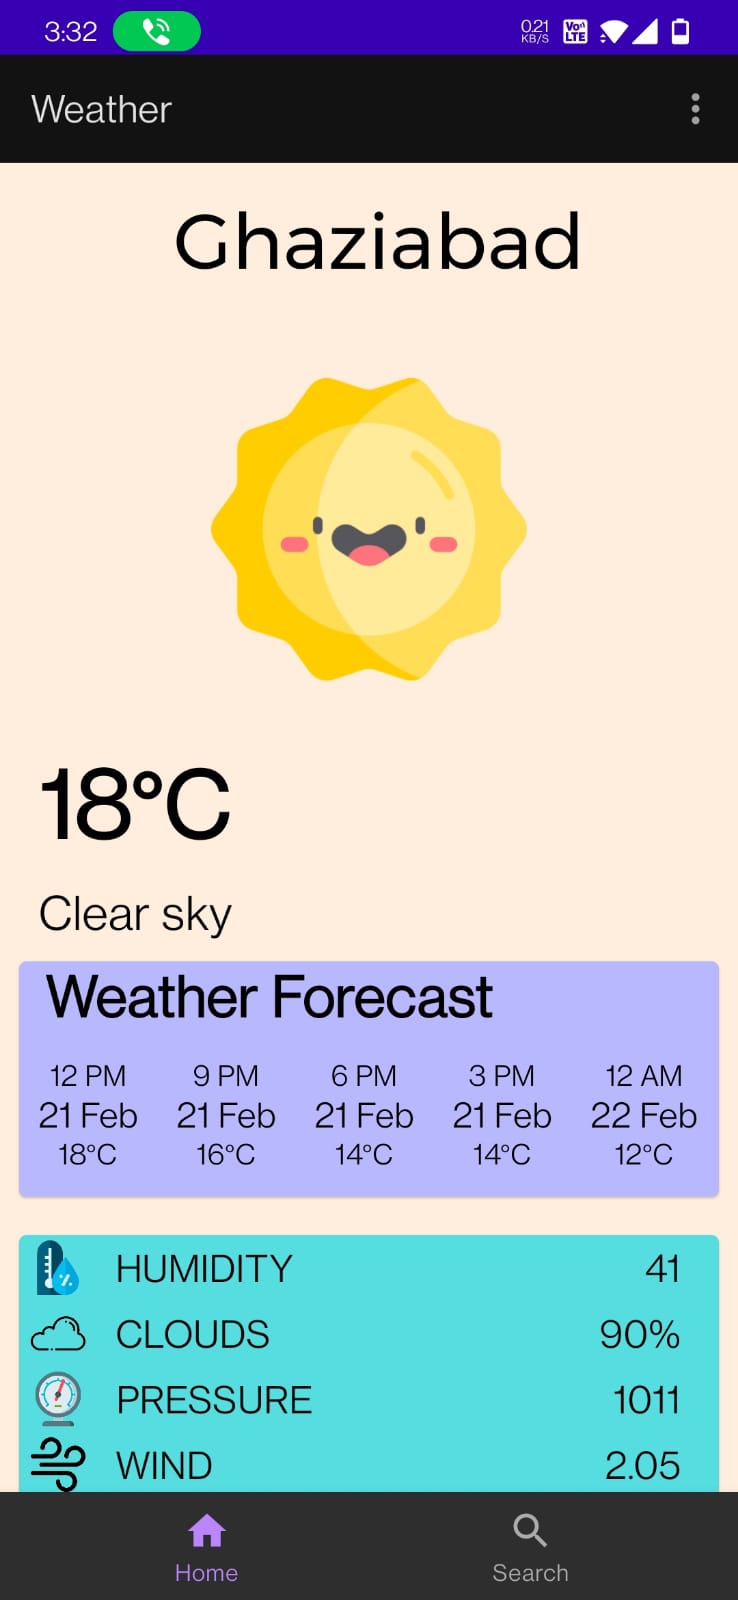 3:32
0.21
KB/S
Vo))
LTE
Weather
Ghaziabad
18°C
Clear sky
Weather Forecast
12 PM 9 PM 6 PM 3 PM 12 AM
21 Feb 21 Feb 21 Feb 21 Feb 22 Feb
18°C 16°C 14°C 14°C 12°C
% HUMIDITY 41
CLOUDS 90%
PRESSURE 1011
WIND 2.05
Home Search